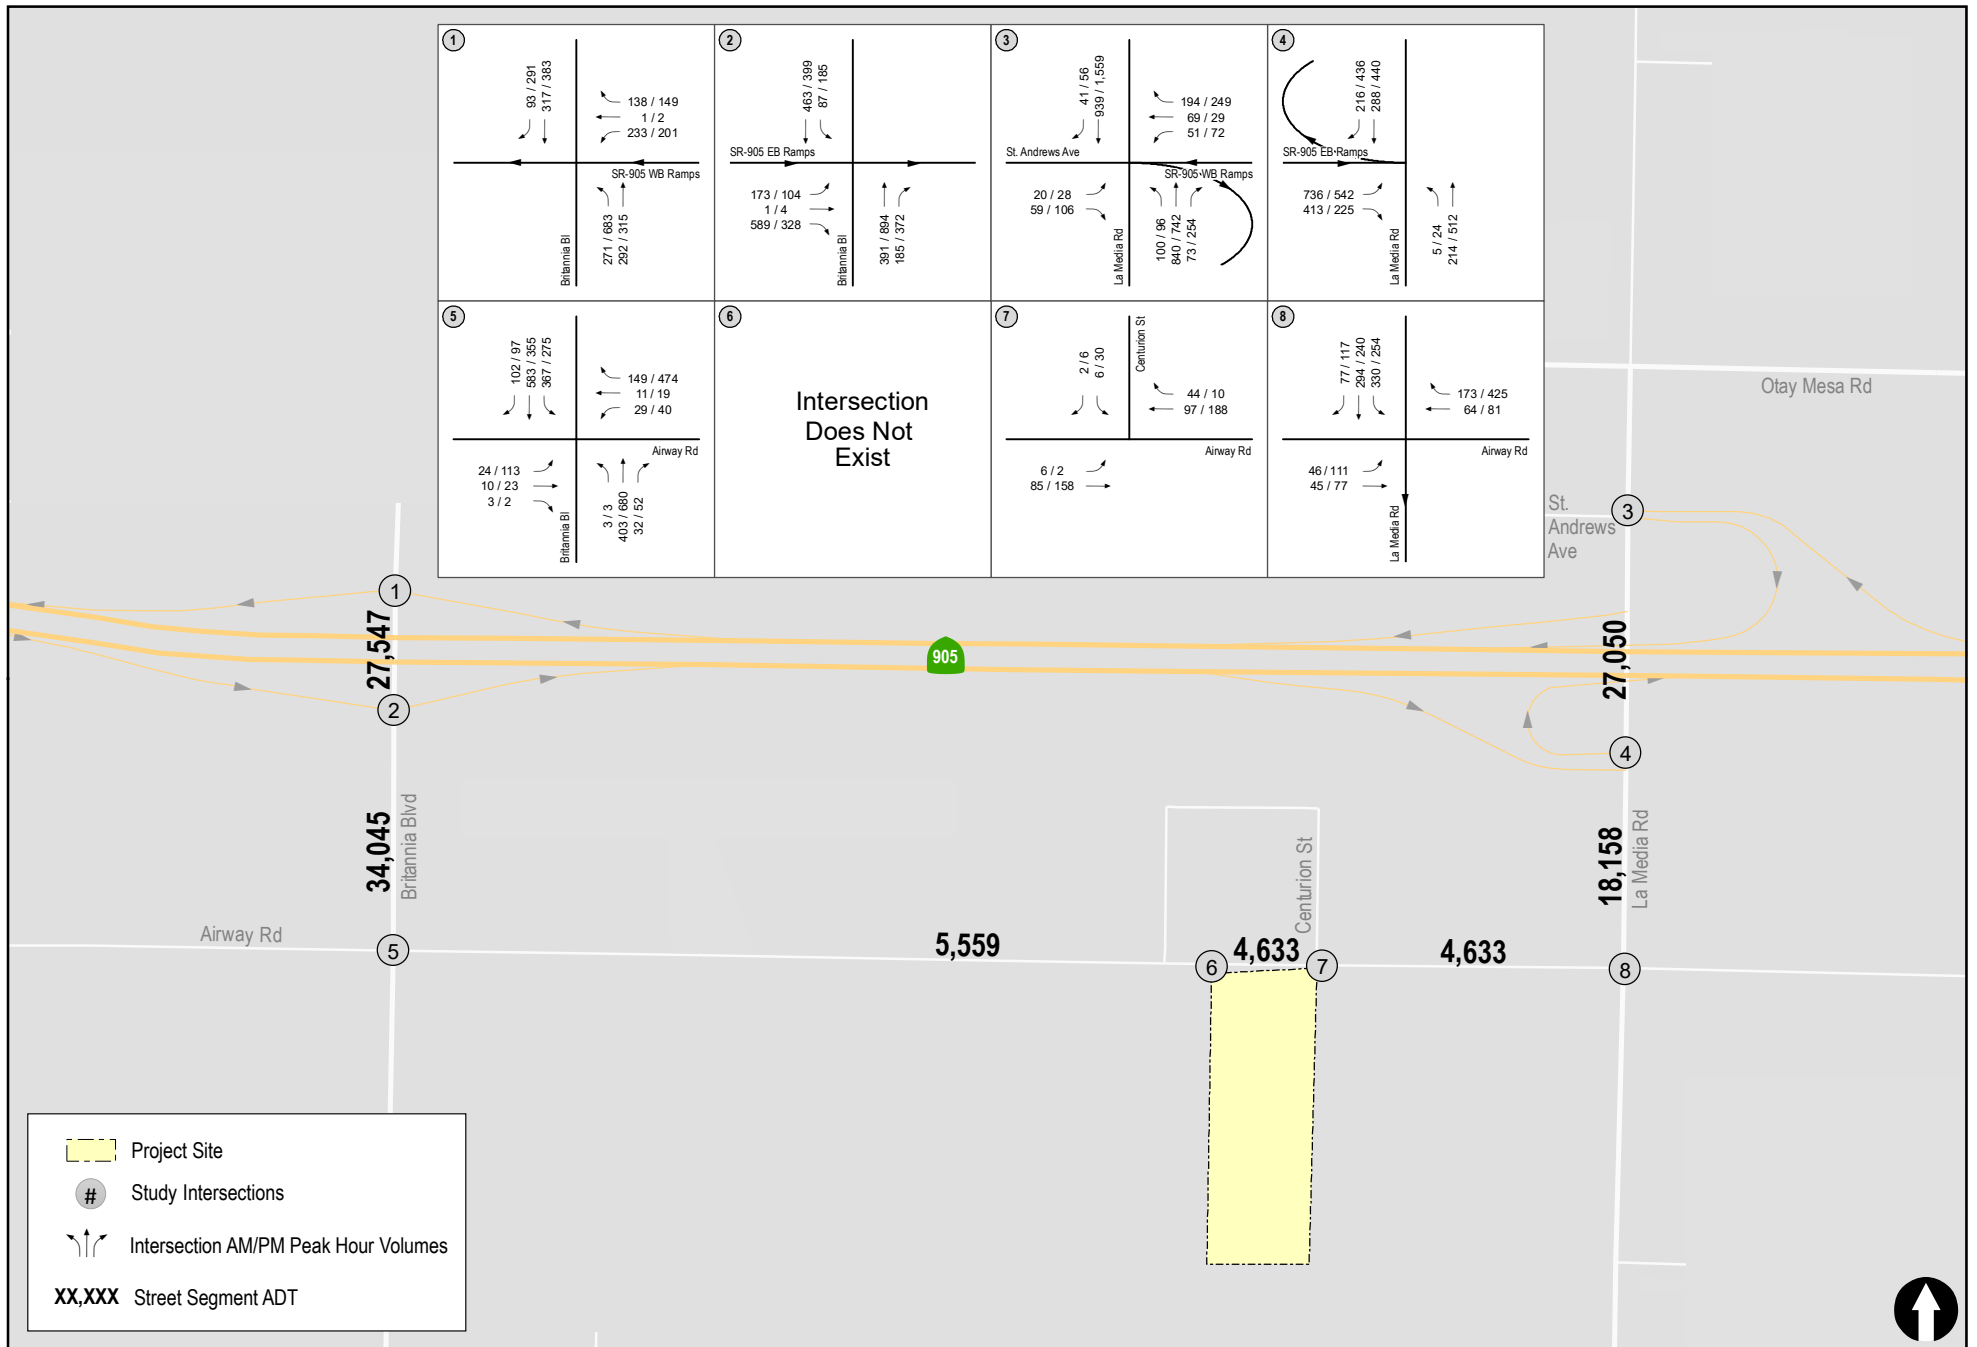 1
93 / 291
317 / 383
138 / 149
1 / 2
233 / 201
SR-905 WB Ramps
271 / 683
292 / 315
Britannia Bl
2
463 / 399
87 / 185
SR-905 EB Ramps
173 / 104
1 / 4
589 / 328
391 / 894
185 / 372
Britannia Bl
3
41 / 56
939 / 1,559
194 / 249
69 / 29
51 / 72
St. Andrews Ave
SR-905 WB Ramps
20 / 28
59 / 106
100 / 96
840 / 742
73 / 254
La Media Rd
4
216 / 436
288 / 440
SR-905 EB Ramps
736 / 542
413 / 225
5 / 24
214 / 512
La Media Rd
5
102 / 97
583 / 355
367 / 275
149 / 474
11 / 19
29 / 40
Airway Rd
24 / 113
10 / 23
3 / 2
3 / 3
403 / 680
32 / 52
Britannia Bl
6
Intersection
Does Not
Exist
7
2 / 6
6 / 30
Centurion St
44 / 10
97 / 188
Airway Rd
6 / 2
85 / 158
8
77 / 117
294 / 240
330 / 254
173 / 425
64 / 81
Airway Rd
46 / 111
45 / 77
La Media Rd
Otay Mesa Rd
St.
Andrews
Ave
3
1
27,547
905
27,050
2
4
34,045
Britannia Blvd
Centurion St
18,158
La Media Rd
Airway Rd
5
5,559
6
4,633
7
4,633
8
Project Site
# Study Intersections
Intersection AM/PM Peak Hour Volumes
XX,XXX Street Segment ADT